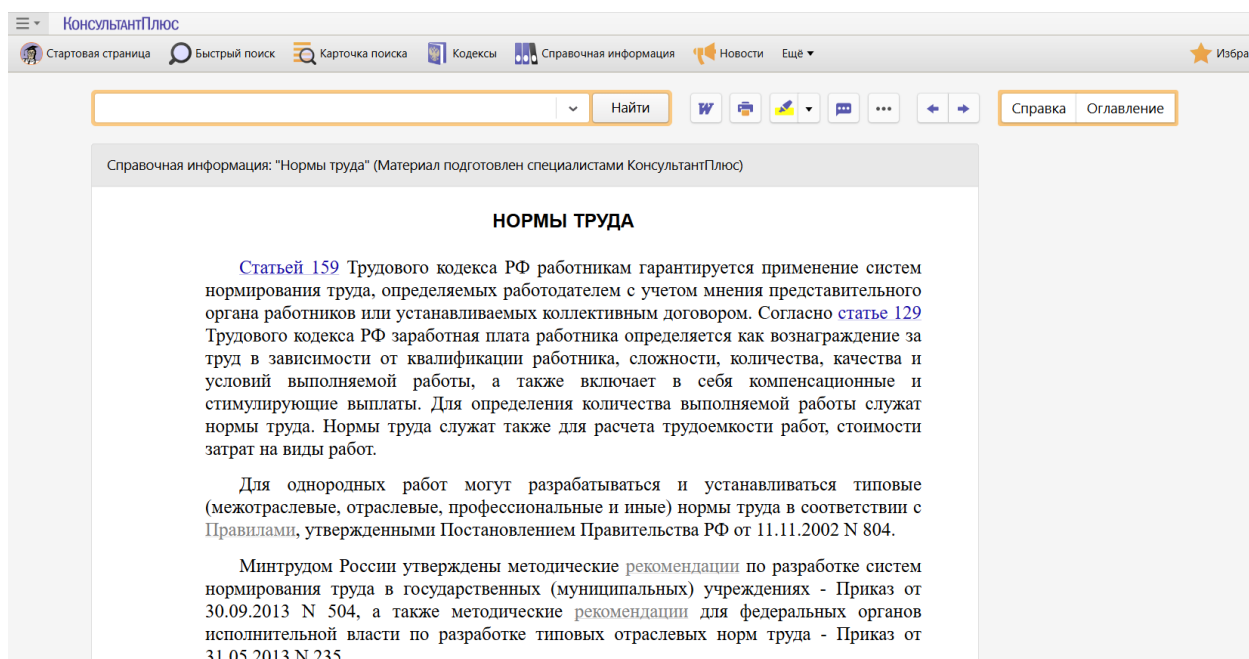 КонсультантПлюс
Стартовая страница Быстрый поиск Карточка поиска Кодексы Справочная информация Новости Ещё Избра
Найти W Справка Оглавление
Справочная информация: "Нормы труда" (Материал подготовлен специалистами КонсультантПлюс)
НОРМЫ ТРУДА
Статьей 159 Трудового кодекса РФ работникам гарантируется применение систем
нормирования труда, определяемых работодателем с учетом мнения представительного
органа работников или устанавливаемых коллективным договором. Согласно статье 129
Трудового кодекса РФ заработная плата работника определяется как вознаграждение за
труд в зависимости от квалификации работника, сложности, количества, качества и
условий выполняемой работы, а также включает в себя компенсационные и
стимулирующие выплаты. Для определения количества выполняемой работы служат
нормы труда. Нормы труда служат также для расчета трудоемкости работ, стоимости
затрат на виды работ.
Для однородных работ могут разрабатываться и устанавливаться типовые
(межотраслевые, отраслевые, профессиональные и иные) нормы труда в соответствии с
Правилами, утвержденными Постановлением Правительства РФ от 11.11.2002 N 804.
Минтрудом России утверждены методические рекомендации по разработке систем
нормирования труда в государственных (муниципальных) учреждениях - Приказ от
30.09.2013 N 504, а также методические рекомендации для федеральных органов
исполнительной власти по разработке типовых отраслевых норм труда - Приказ от
31.05.2013 N 235